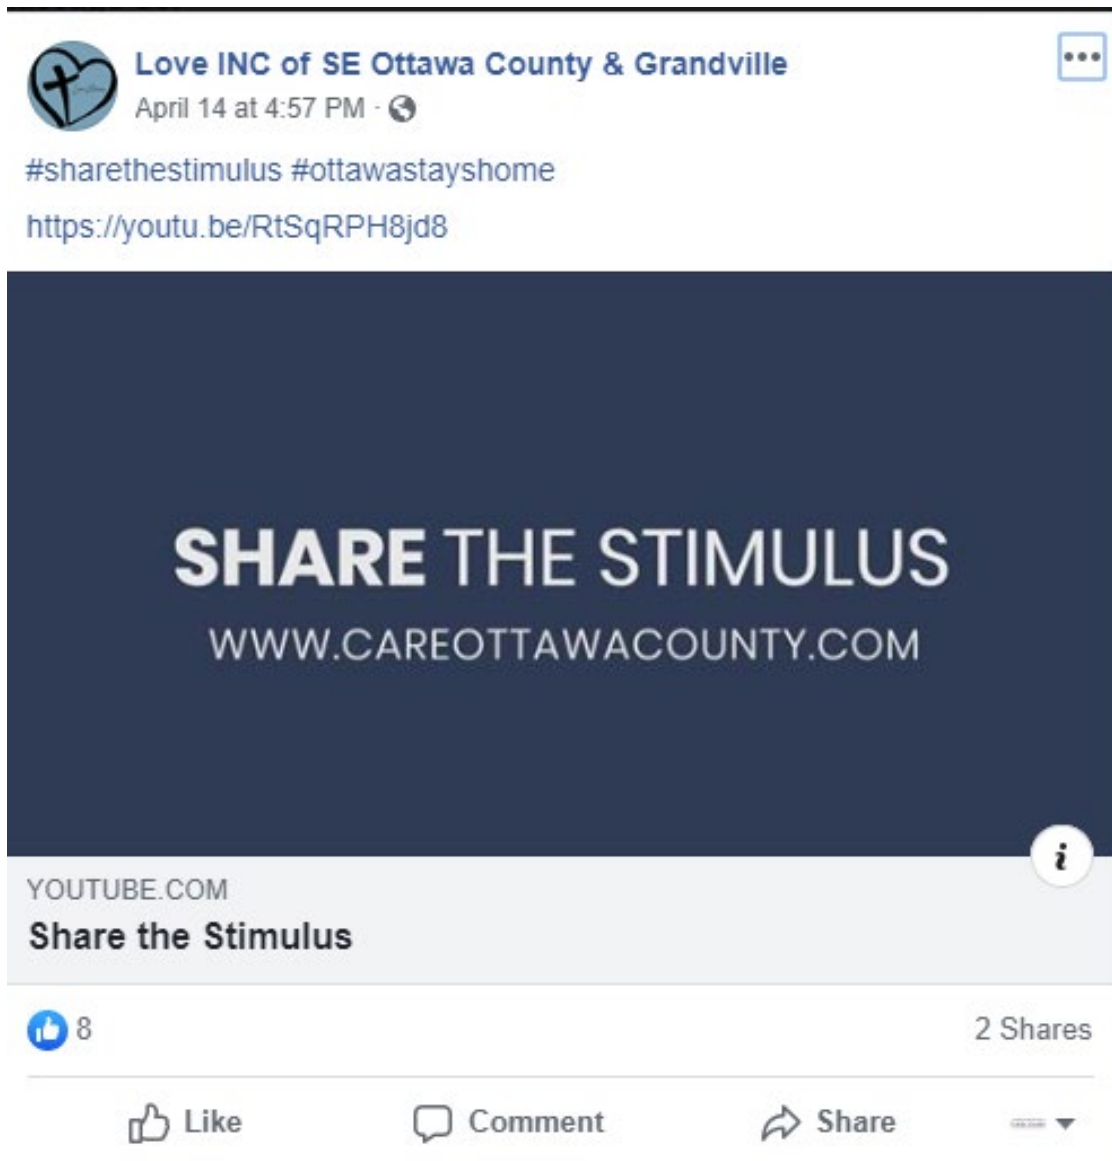 Love INC of SE Ottawa County & Grandville
April 14 at 4:57 PM ·
#sharethestimulus #ottawastayshome
https://youtu.be/RtSqRPH8jd8
SHARE THE STIMULUS
WWW.CAREOTTAWACOUNTY.COM
i
YOUTUBE.COM
Share the Stimulus
8 2 Shares
Like Comment Share